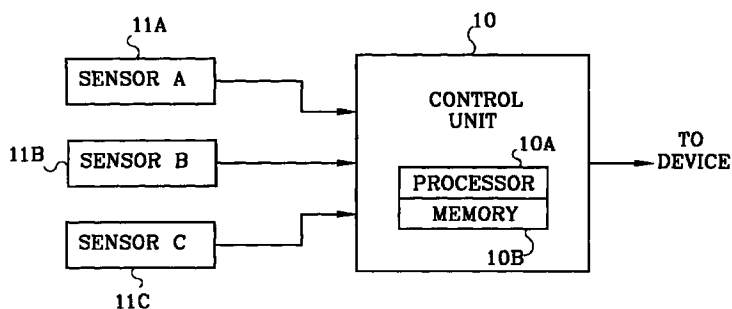 11A
SENSOR A
11B
SENSOR B
SENSOR C
11C
10
CONTROL
UNIT
10A
PROCESSOR
MEMORY
10B
TO
DEVICE